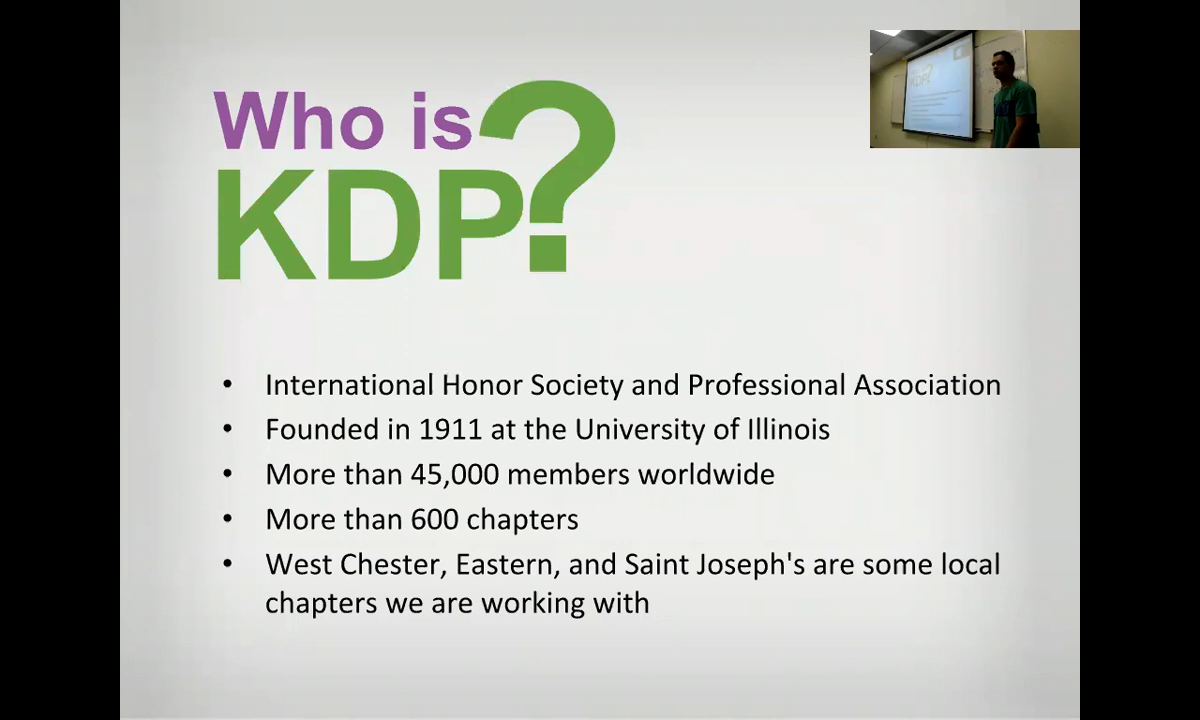 Who is
KDP?
• International Honor Society and Professional Association
• Founded in 1911 at the University of Illinois
• More than 45,000 members worldwide
• More than 600 chapters
• West Chester, Eastern, and Saint Joseph's are some local
chapters we are working with